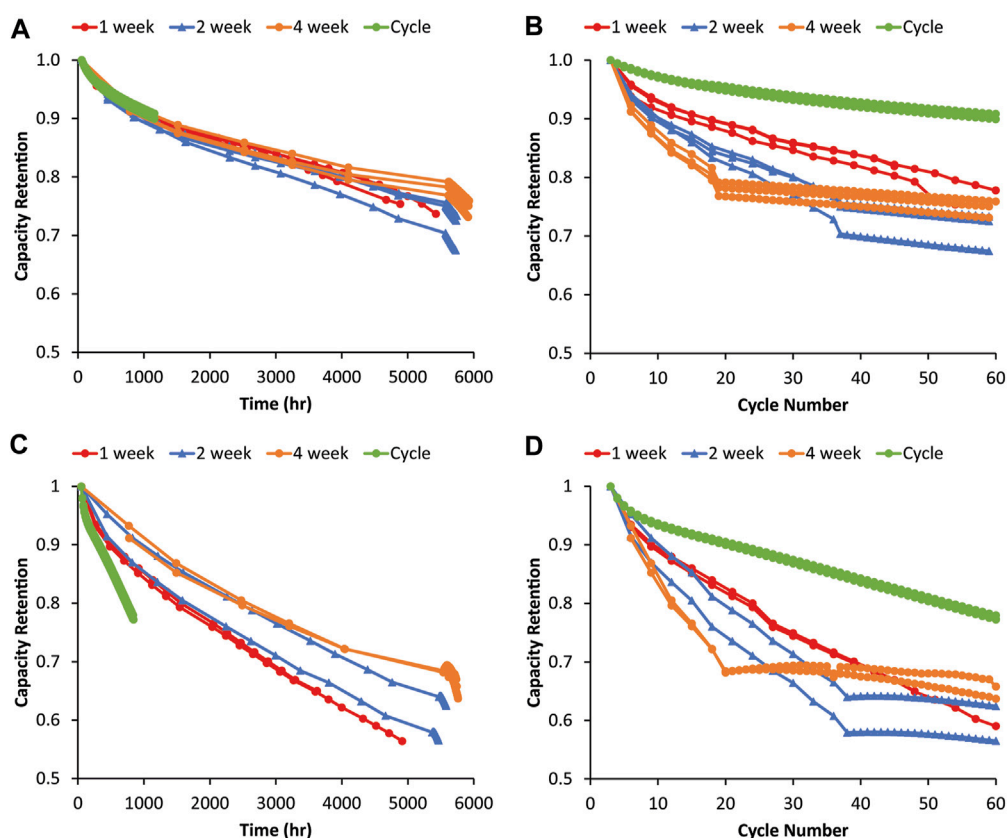 A
1 week 2 week 4 week Cycle
Capacity Retention
1.0
0.9
0.8
0.7
0.6
0.5
0 1000 2000 3000 4000 5000 6000
Time (hr)
B
1 week 2 week 4 week Cycle
Capacity Retention
1.0
0.9
0.8
0.7
0.6
0.5
0 10 20 30 40 50 60
Cycle Number
C
1 week 2 week 4 week Cycle
Capacity Retention
1
0.9
0.8
0.7
0.6
0.5
0 1000 2000 3000 4000 5000 6000
Time (hr)
D
1 week 2 week 4 week Cycle
Capacity Retention
1
0.9
0.8
0.7
0.6
0.5
0 10 20 30 40 50 60
Cycle Number